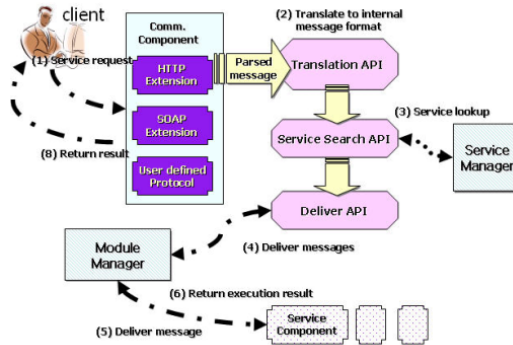 client
(1) Service request
(8) Return result
Comm.
Component
HTTP
Extension
SOAP
Extension
User defined
Protocol
Parsed
message
(2) Translate to internal
message format
Translation API
Service Search API
(3) Service lookup
Service
Manager
Deliver API
(4) Deliver messages
Module
Manager
(6) Return execution result
(5) Deliver message
Service
Component